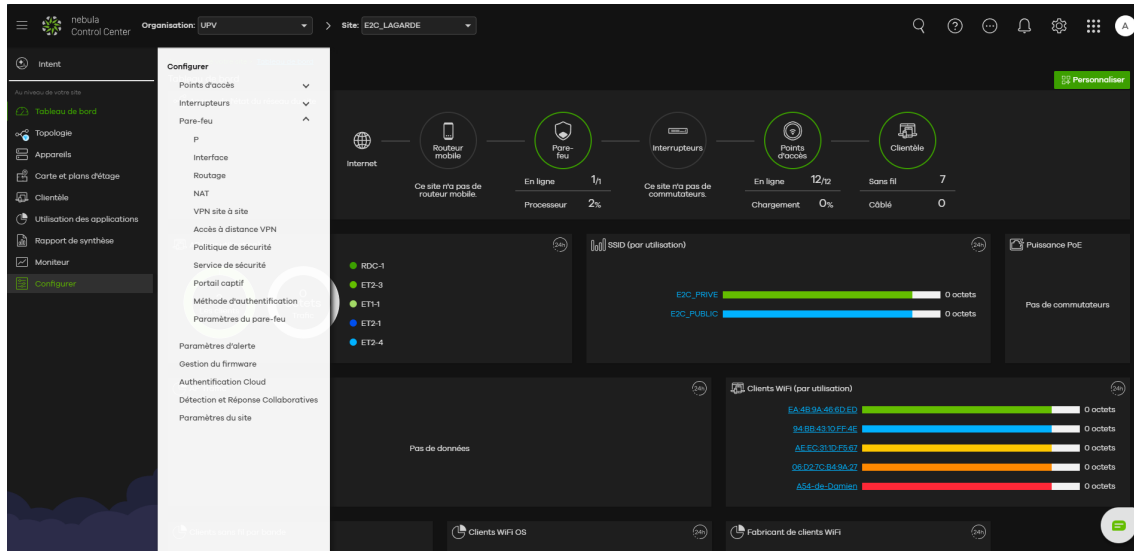 nebula
Control Center
Organisation: UPV
Site: E2C_LAGARDE
A
Intent
Au niveau de votre site
Tableau de bord
Topologie
Appareils
Carte et plans d'étage
Clientèle
Utilisation des applications
Rapport de synthèse
Moniteur
Configurer
Configurer
Points d'accès
Interrupteurs
Pare-feu
P
Interface
Routage
NAT
VPN site à site
Accès à distance VPN
Politique de sécurité
Service de sécurité
Portail captif
Méthode d'authentification
Paramètres du pare-feu
Paramètres d'alerte
Gestion du firmware
Authentification Cloud
Détection et Réponse Collaboratives
Paramètres du site
Personnaliser
Internet
Routeur
mobile
Ce site n'a pas de
routeur mobile.
Pare-
feu
En ligne 1/1
Processeur 2%
Interrupteurs
Ce site n'a pas de
commutateurs.
Points
d'accès
En ligne 12/12
Chargement 0%
Clientèle
Sans fil 7
Câblé 0
24h
RDC-1
ET2-3
ET1-1
ET2-1
ET2-4
SSID (par utilisation)
24h
E2C_PRIVE 0 octets
E2C_PUBLIC 0 octets
Puissance PoE
Pas de commutateurs
24h
Pas de données
Clients WiFi (par utilisation)
24h
EA:4B:9A:46:6D:ED 0 octets
94:BB:43:10:FF:4E 0 octets
AE:EC:31:1D:F5:67 0 octets
06:D2:7C:B4:9A:27 0 octets
A54-de-Damien 0 octets
Clients WiFi OS
24h
Fabricant de clients WiFi
24h